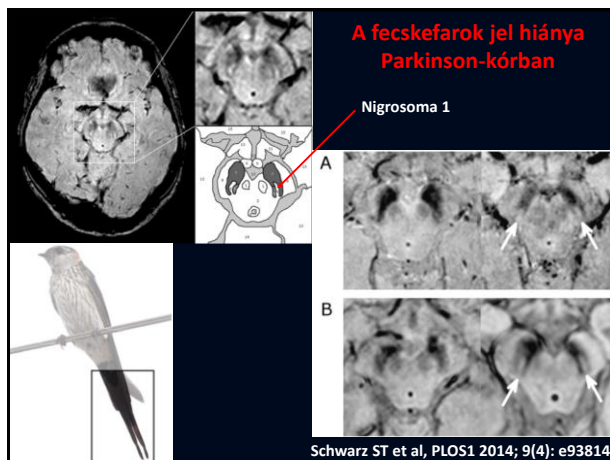 A fecskefarok jel hiánya
Parkinson-kórban
Nigrosoma 1
A
B
Schwarz ST et al, PLOS1 2014; 9(4): e93814